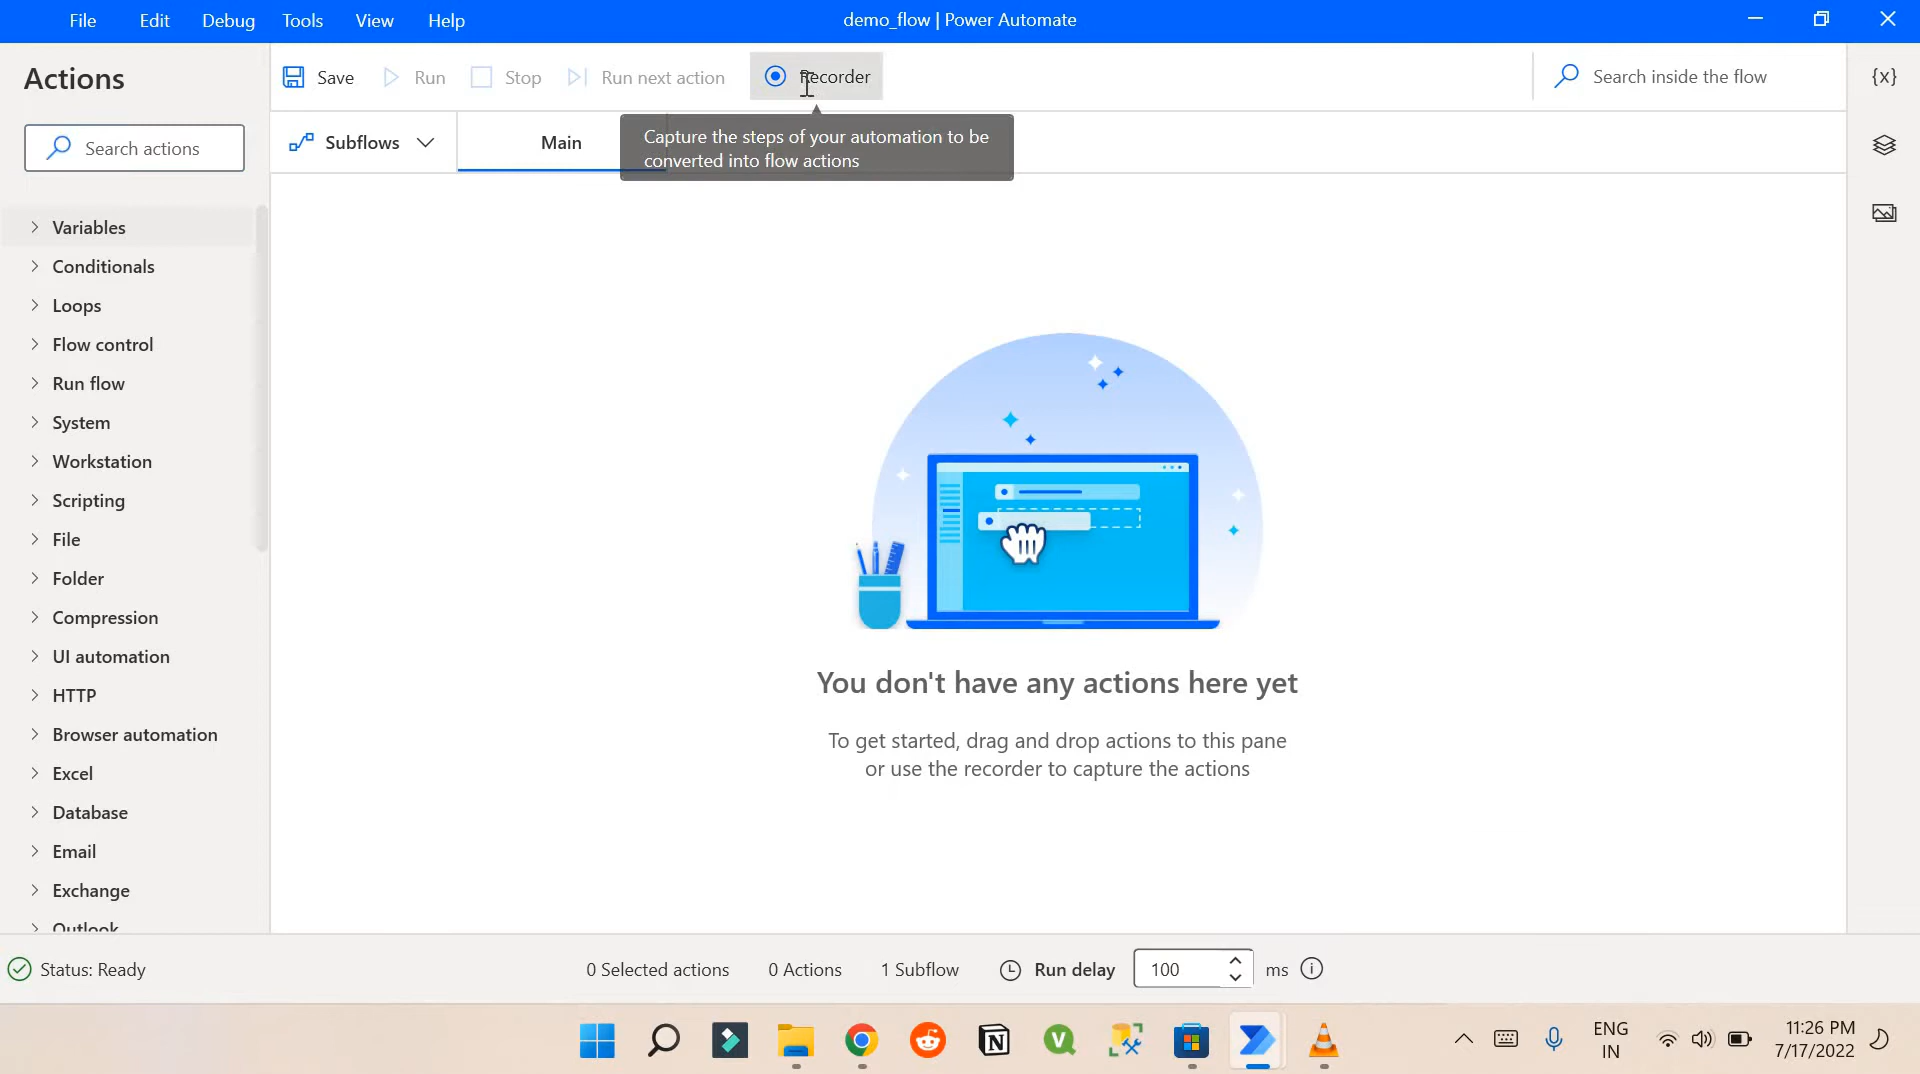 File Edit Debug Tools View Help
demo_flow | Power Automate
Actions
Save Run Stop Run next action Recorder
Search inside the flow
{x}
Search actions
Subflows
Main
Capture the steps of your automation to be
converted into flow actions
Variables
Conditionals
Loops
Flow control
Run flow
System
Workstation
Scripting
File
Folder
Compression
UI automation
HTTP
Browser automation
Excel
Database
Email
Exchange
Outlook
You don't have any actions here yet
To get started, drag and drop actions to this pane
or use the recorder to capture the actions
Status: Ready
0 Selected actions 0 Actions 1 Subflow Run delay 100 ms
ENG
IN
11:26 PM
7/17/2022